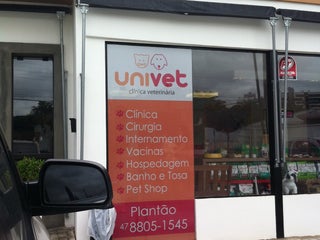 univet
clínica veterinária
Clínica
Cirurgia
Internamento
Vacinas
Hospedagem
Banho e Tosa
Pet Shop
Plantão
47 8805-1545